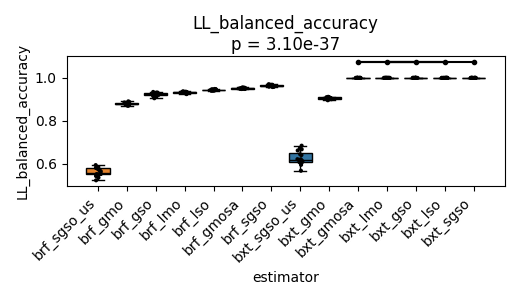 LL_balanced_accuracy
p = 3.10e-37
LL_balanced_accuracy
1.0
0.8
0.6
brf_sgso_us
brf_gmo
brf_gso
brf_lmo
brf_lso
brf_gmosa
brf_sgso
bxt_sgso_us
bxt_gmo
bxt_gmosa
bxt_lmo
bxt_gso
bxt_lso
bxt_sgso
estimator